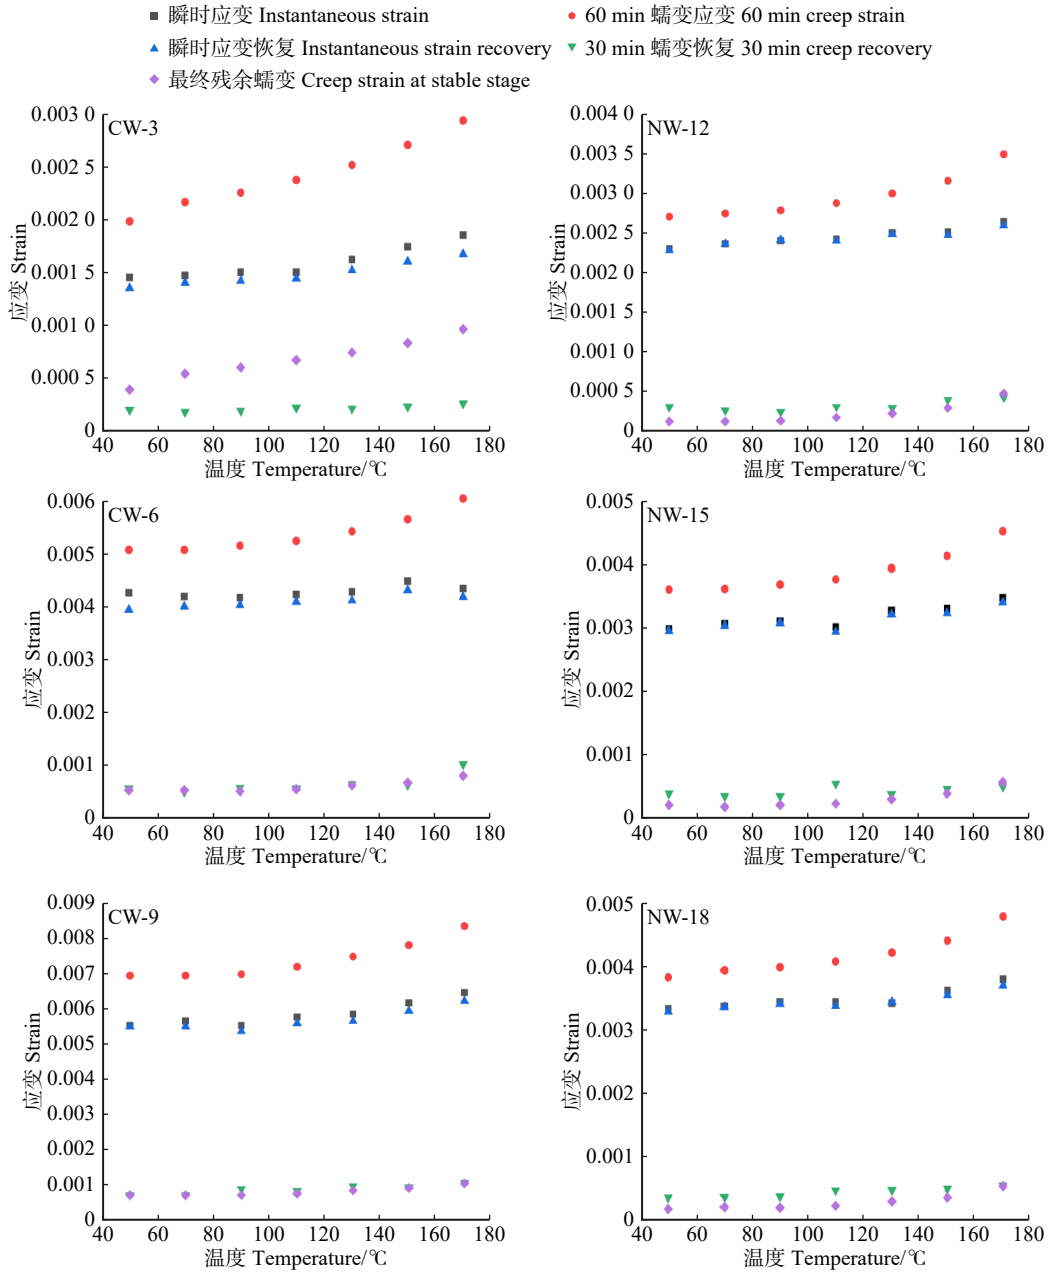 瞬时应变 Instantaneous strain
60 min 蠕变应变 60 min creep strain
瞬时应变恢复 Instantaneous strain recovery
30 min 蠕变恢复 30 min creep recovery
最终残余蠕变 Creep strain at stable stage
CW-3
0.003 0
0.002 5
0.002 0
0.001 5
0.001 0
0.000 5
0
应变 Strain
40 60 80 100 120 140 160 180
温度 Temperature/℃
NW-12
0.004 0
0.003 5
0.003 0
0.002 5
0.002 0
0.001 5
0.001 0
0.000 5
0
应变 Strain
40 60 80 100 120 140 160 180
温度 Temperature/℃
CW-6
0.006
0.005
0.004
0.003
0.002
0.001
0
应变 Strain
40 60 80 100 120 140 160 180
温度 Temperature/℃
NW-15
0.005
0.004
0.003
0.002
0.001
0
应变 Strain
40 60 80 100 120 140 160 180
温度 Temperature/℃
CW-9
0.009
0.008
0.007
0.006
0.005
0.004
0.003
0.002
0.001
0
应变 Strain
40 60 80 100 120 140 160 180
温度 Temperature/℃
NW-18
0.005
0.004
0.003
0.002
0.001
0
应变 Strain
40 60 80 100 120 140 160 180
温度 Temperature/℃